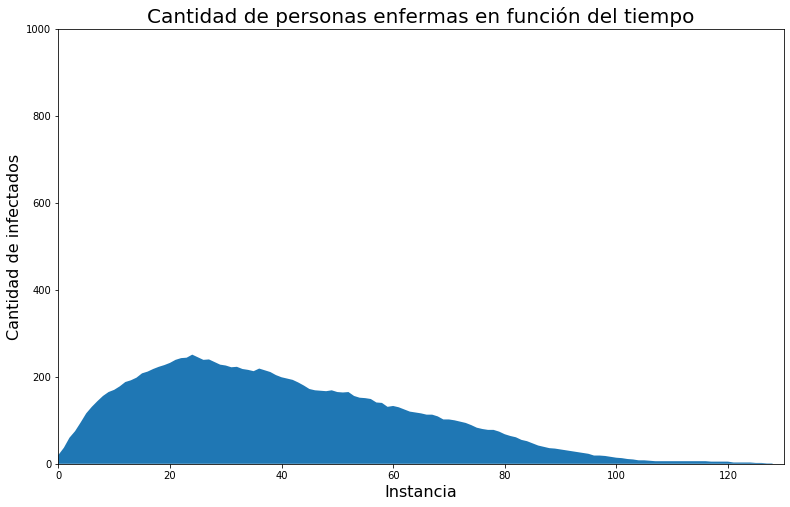 Cantidad de personas enfermas en función del tiempo
1000
800
600
400
200
0
Cantidad de infectados
0 20 40 60 80 100 120
Instancia